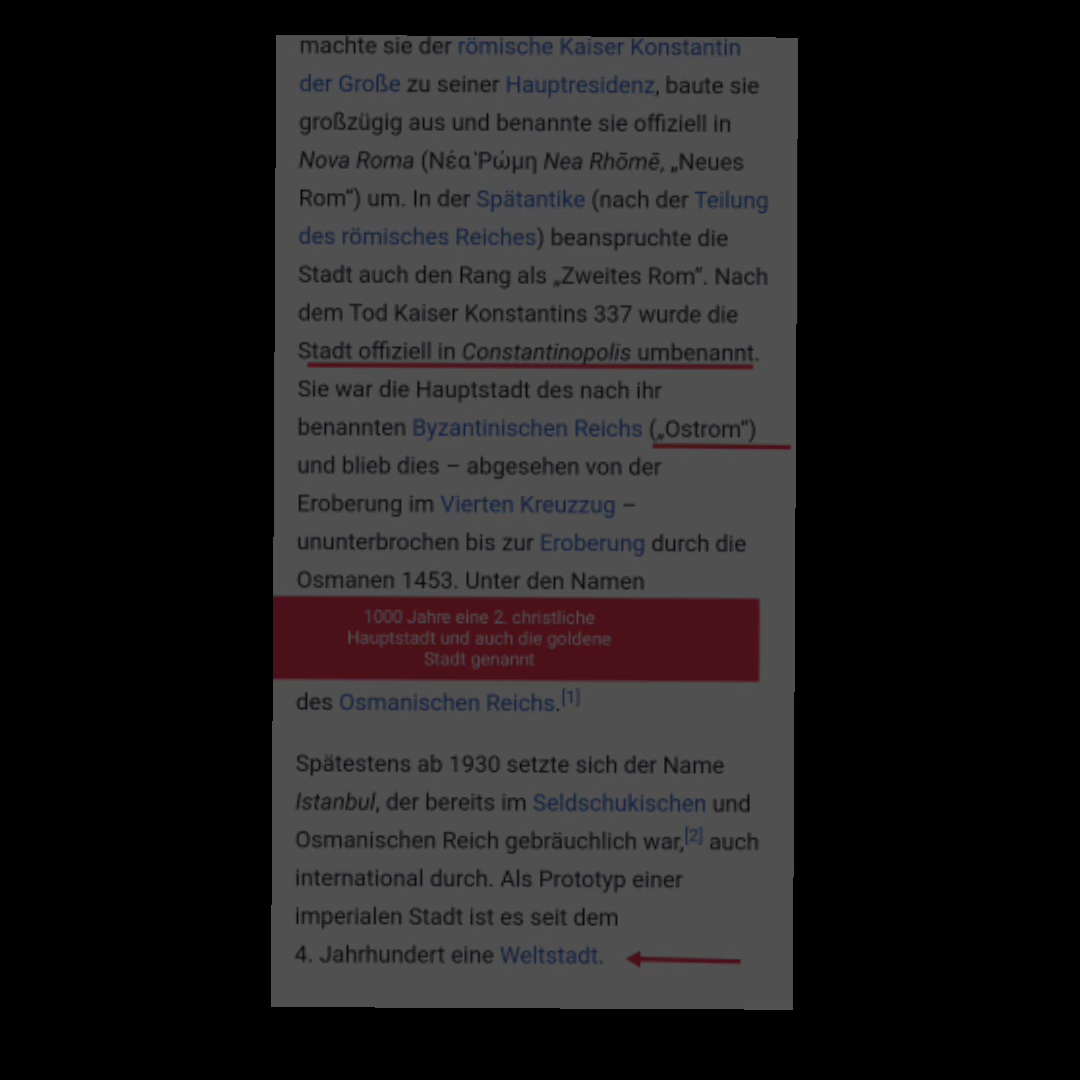 machte sie der römische Kaiser Konstantin
der Große zu seiner Hauptresidenz, baute sie
großzügig aus und benannte sie offiziell in
Nova Roma (Νέα Ῥώμη Nea Rhōmē, „Neues
Rom“) um. In der Spätantike (nach der Teilung
des römisches Reiches) beanspruchte die
Stadt auch den Rang als „Zweites Rom“. Nach
dem Tod Kaiser Konstantins 337 wurde die
Stadt offiziell in Constantinopolis umbenannt.
Sie war die Hauptstadt des nach ihr
benannten Byzantinischen Reichs („Ostrom“)
und blieb dies – abgesehen von der
Eroberung im Vierten Kreuzzug –
ununterbrochen bis zur Eroberung durch die
Osmanen 1453. Unter den Namen
1000 Jahre eine 2. christliche
Hauptstadt und auch die goldene
Stadt genannt
des Osmanischen Reichs.[1]
Spätestens ab 1930 setzte sich der Name
Istanbul, der bereits im Seldschukischen und
Osmanischen Reich gebräuchlich war,[2] auch
international durch. Als Prototyp einer
imperialen Stadt ist es seit dem
4. Jahrhundert eine Weltstadt.